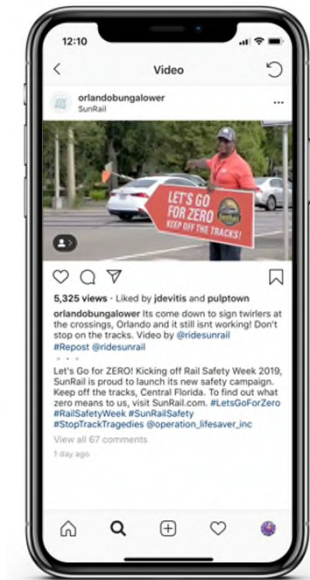 12:10
Video
orlandobungalower
SunRail
LET'S GO
FOR ZERO
KEEP OFF THE TRACKS!
5,325 views · Liked by jdevitis and pulptown
orlandobungalower Its come down to sign twirlers at
the crossings, Orlando and it still isnt working! Don't
stop on the tracks. Video by @ridesunrail
#Repost @ridesunrail
• • •
Let's Go for ZERO! Kicking off Rail Safety Week 2019,
SunRail is proud to launch its new safety campaign.
Keep off the tracks, Central Florida. To find out what
zero means to us, visit SunRail.com. #LetsGoForZero
#RailSafetyWeek #SunRailSafety
#StopTrackTragedies @operation_lifesaver_inc
View all 67 comments
1 day ago